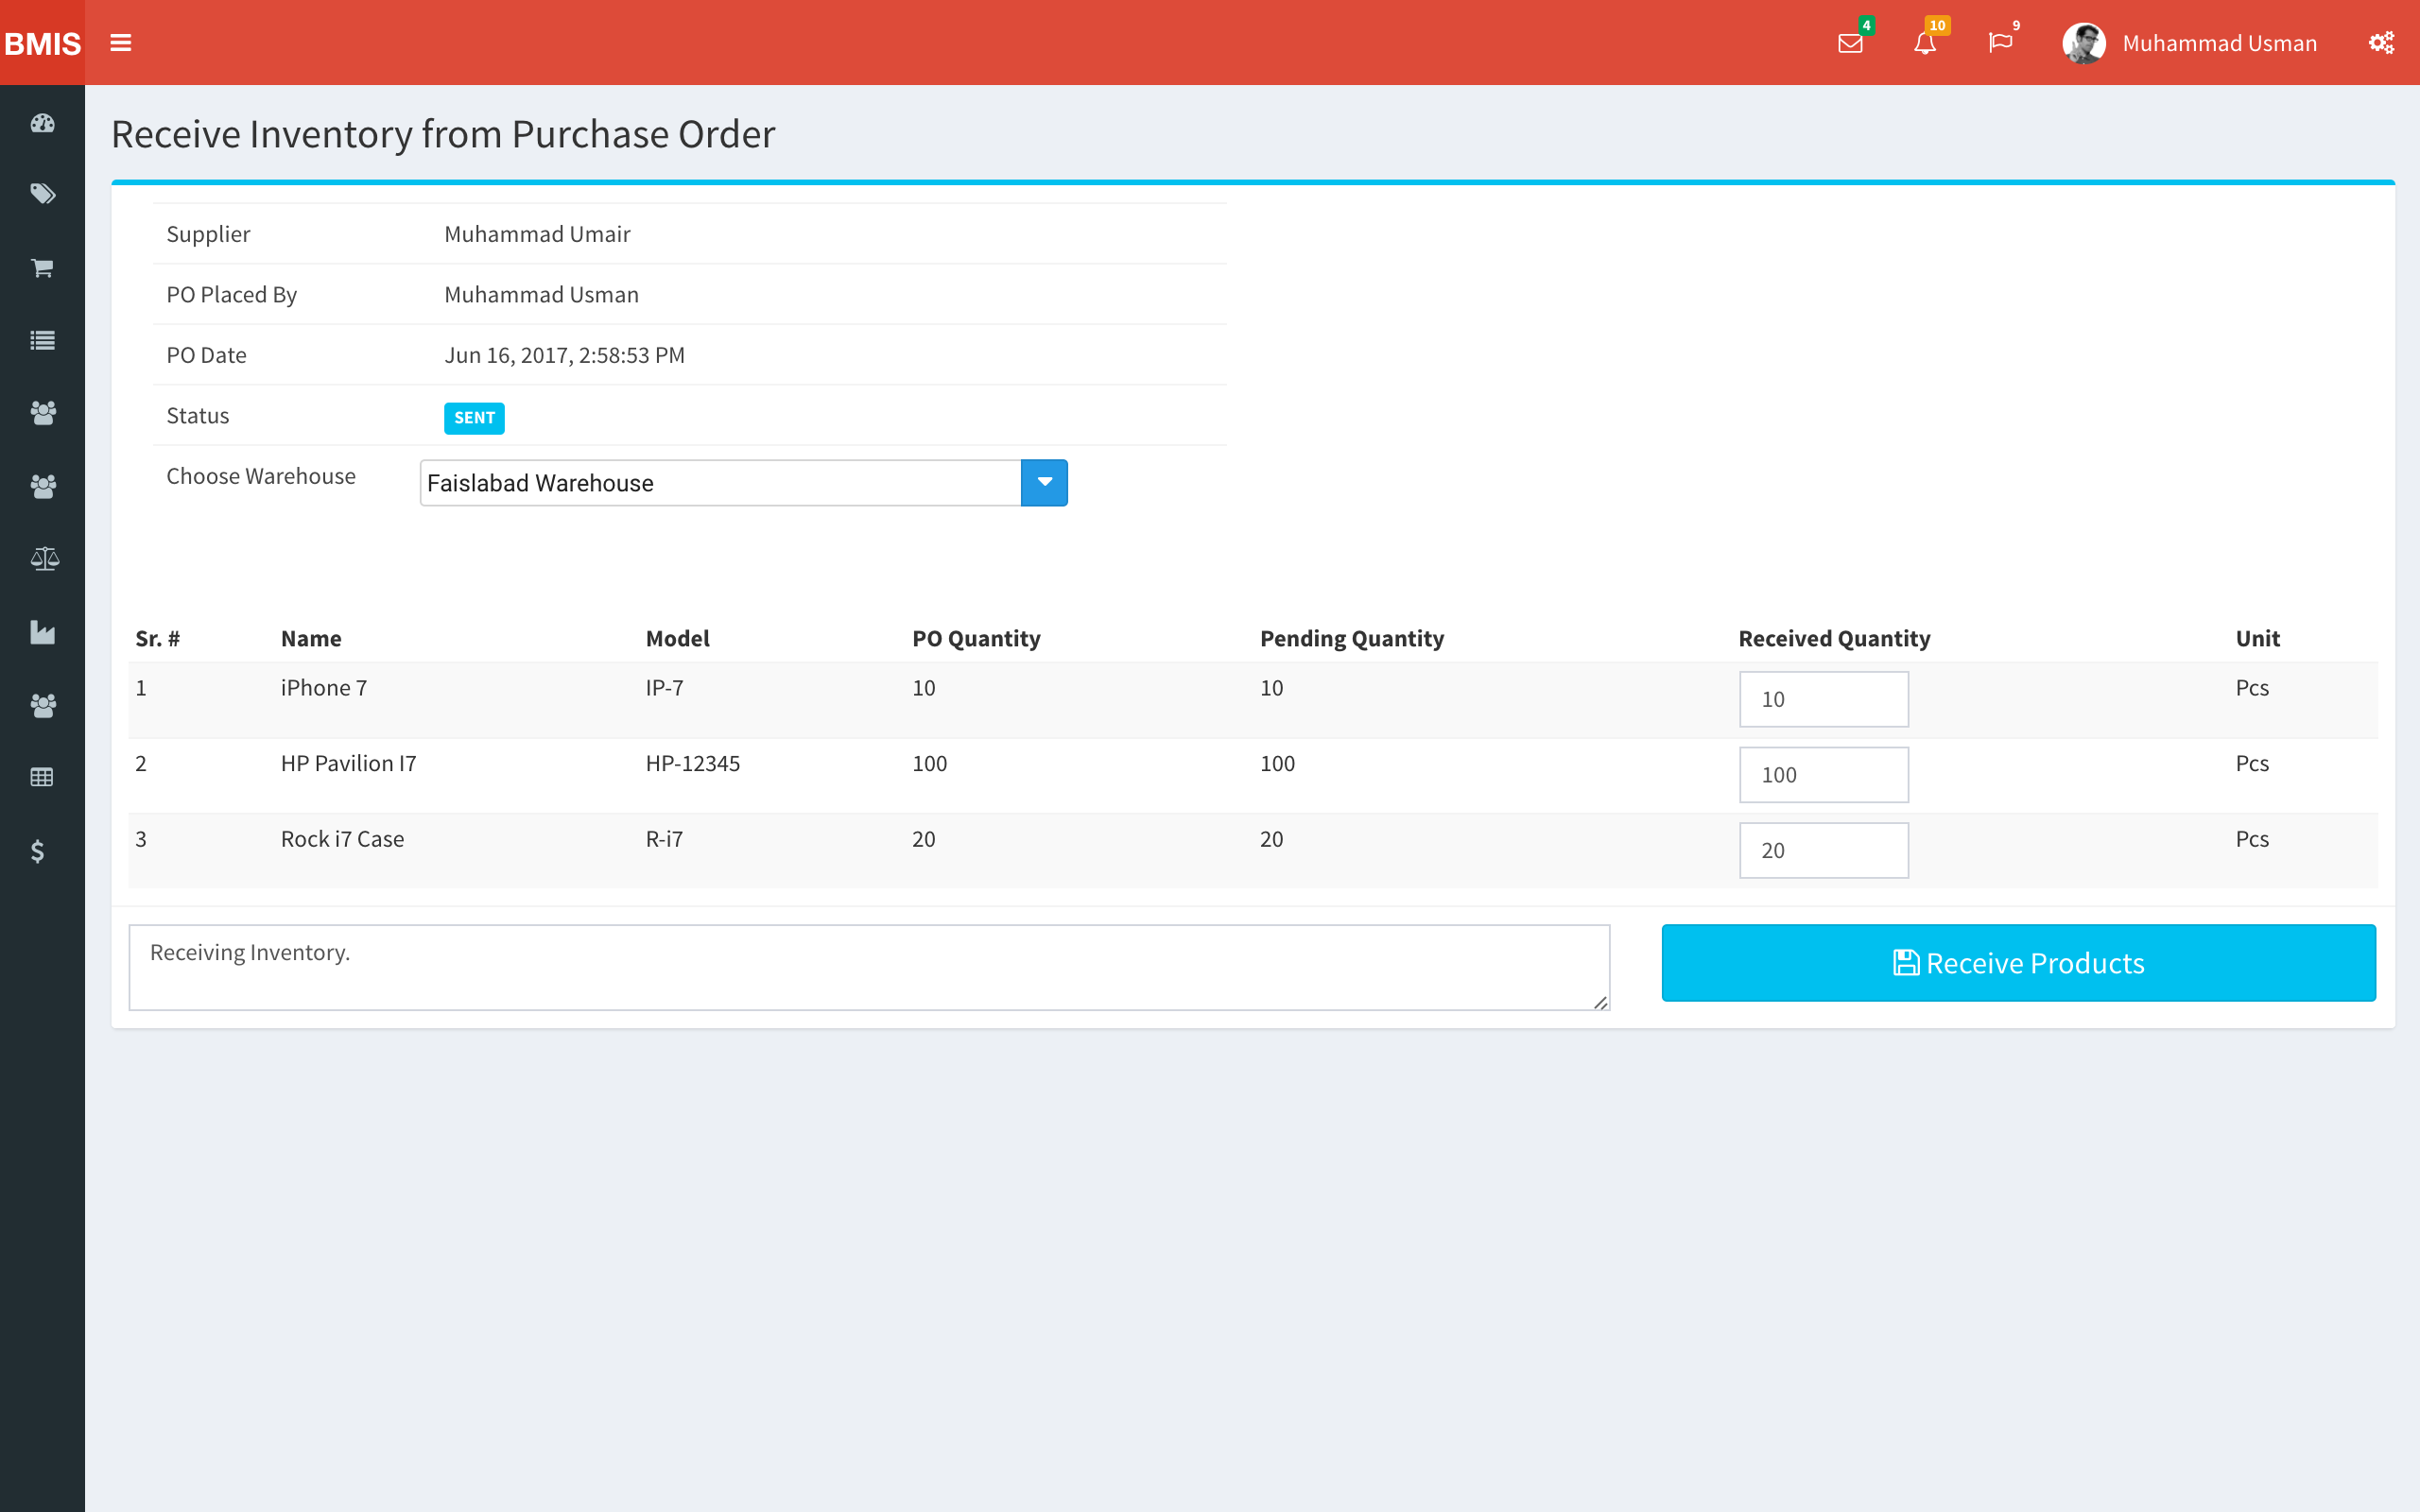 BMIS
4
10
9
Muhammad Usman
Receive Inventory from Purchase Order
Supplier Muhammad Umair
PO Placed By Muhammad Usman
PO Date Jun 16, 2017, 2:58:53 PM
Status SENT
Choose Warehouse Faislabad Warehouse
Sr. # Name Model PO Quantity Pending Quantity Received Quantity Unit
1 iPhone 7 IP-7 10 10 10 Pcs
2 HP Pavilion I7 HP-12345 100 100 100 Pcs
3 Rock i7 Case R-i7 20 20 20 Pcs
Receiving Inventory.
Receive Products